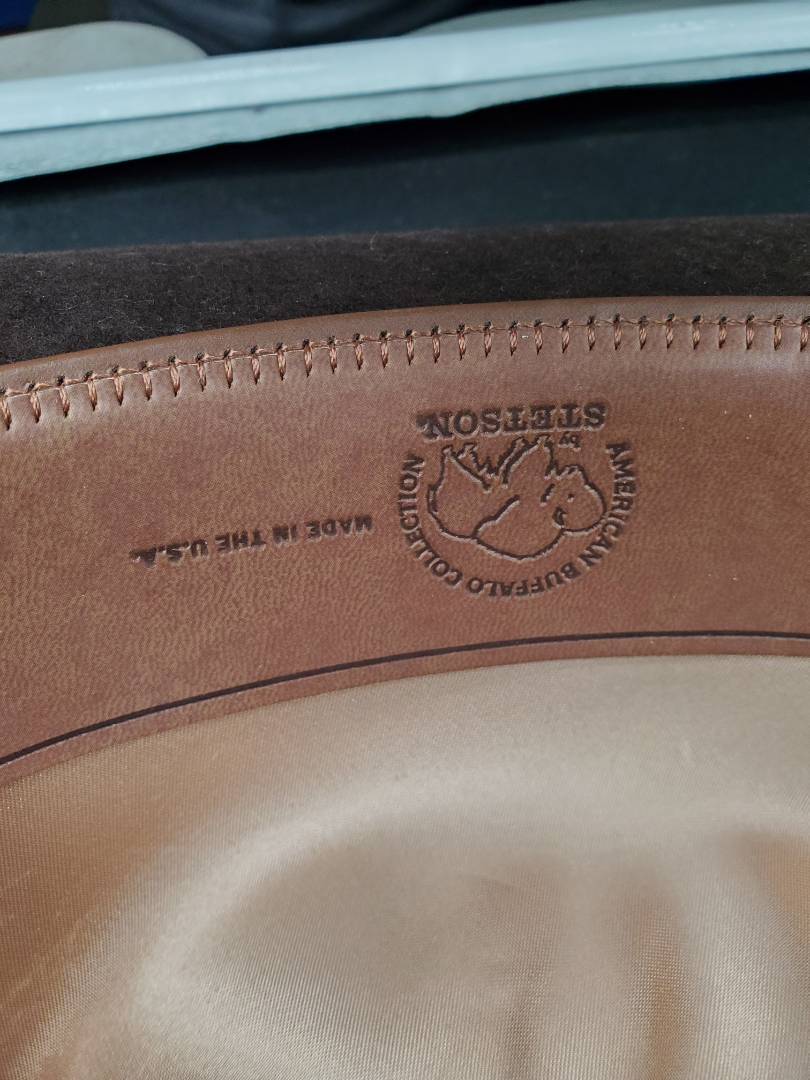 AMERICAN BUFFALO COLLECTION
by
STETSON.
MADE IN THE U.S.A.